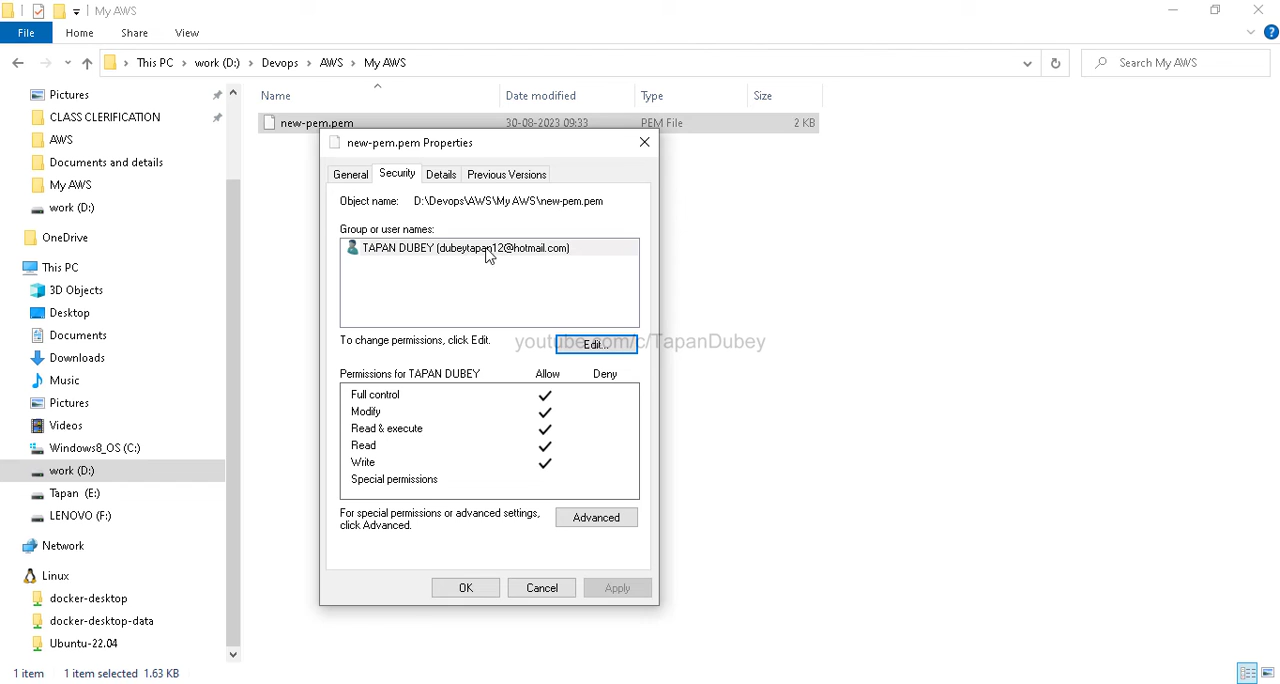 My AWS
File Home Share View
This PC work (D:) Devops AWS My AWS
Search My AWS
Pictures
CLASS CLERIFICATION
AWS
Documents and details
My AWS
work (D:)
OneDrive
This PC
3D Objects
Desktop
Documents
Downloads
Music
Pictures
Videos
Windows8_OS (C:)
work (D:)
Tapan (E:)
LENOVO (F:)
Network
Linux
docker-desktop
docker-desktop-data
Ubuntu-22.04
Name Date modified Type Size
new-pem.pem 30-08-2023 09:33 PEM File 2 KB
new-pem.pem Properties
General Security Details Previous Versions
Object name: D:\Devops\AWS\My AWS\new-pem.pem
Group or user names:
TAPAN DUBEY (dubeytapan12@hotmail.com)
To change permissions, click Edit.
Edit...
youtube.com/c/TapanDubey
Permissions for TAPAN DUBEY Allow Deny
Full control
Modify
Read & execute
Read
Write
Special permissions
For special permissions or advanced settings,
click Advanced.
Advanced
OK Cancel Apply
1 item 1 item selected 1.63 KB